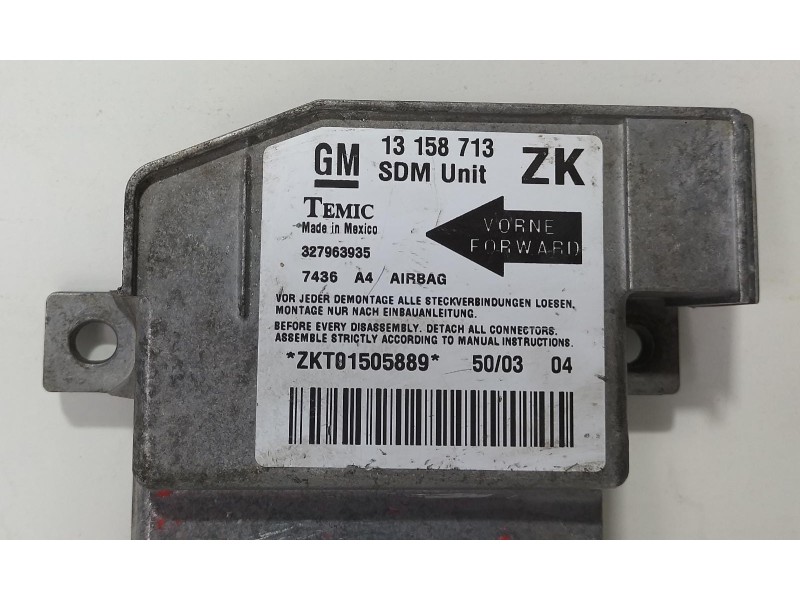 GM 13 158 713 ZK
SDM Unit
TEMIC
Made in Mexico
VORNE
FORWARD
327963935
7436 A4 AIRBAG
VOR JEDER DEMONTAGE ALLE STECKVERBINDUNGEN LOESEN,
MONTAGE NUR NACH EINBAUANLEITUNG.
BEFORE EVERY DISASSEMBLY. DETACH ALL CONNECTORS.
ASSEMBLE STRICTLY ACCORDING TO MANUAL INSTRUCTIONS.
*ZKT01505889* 50/03 04